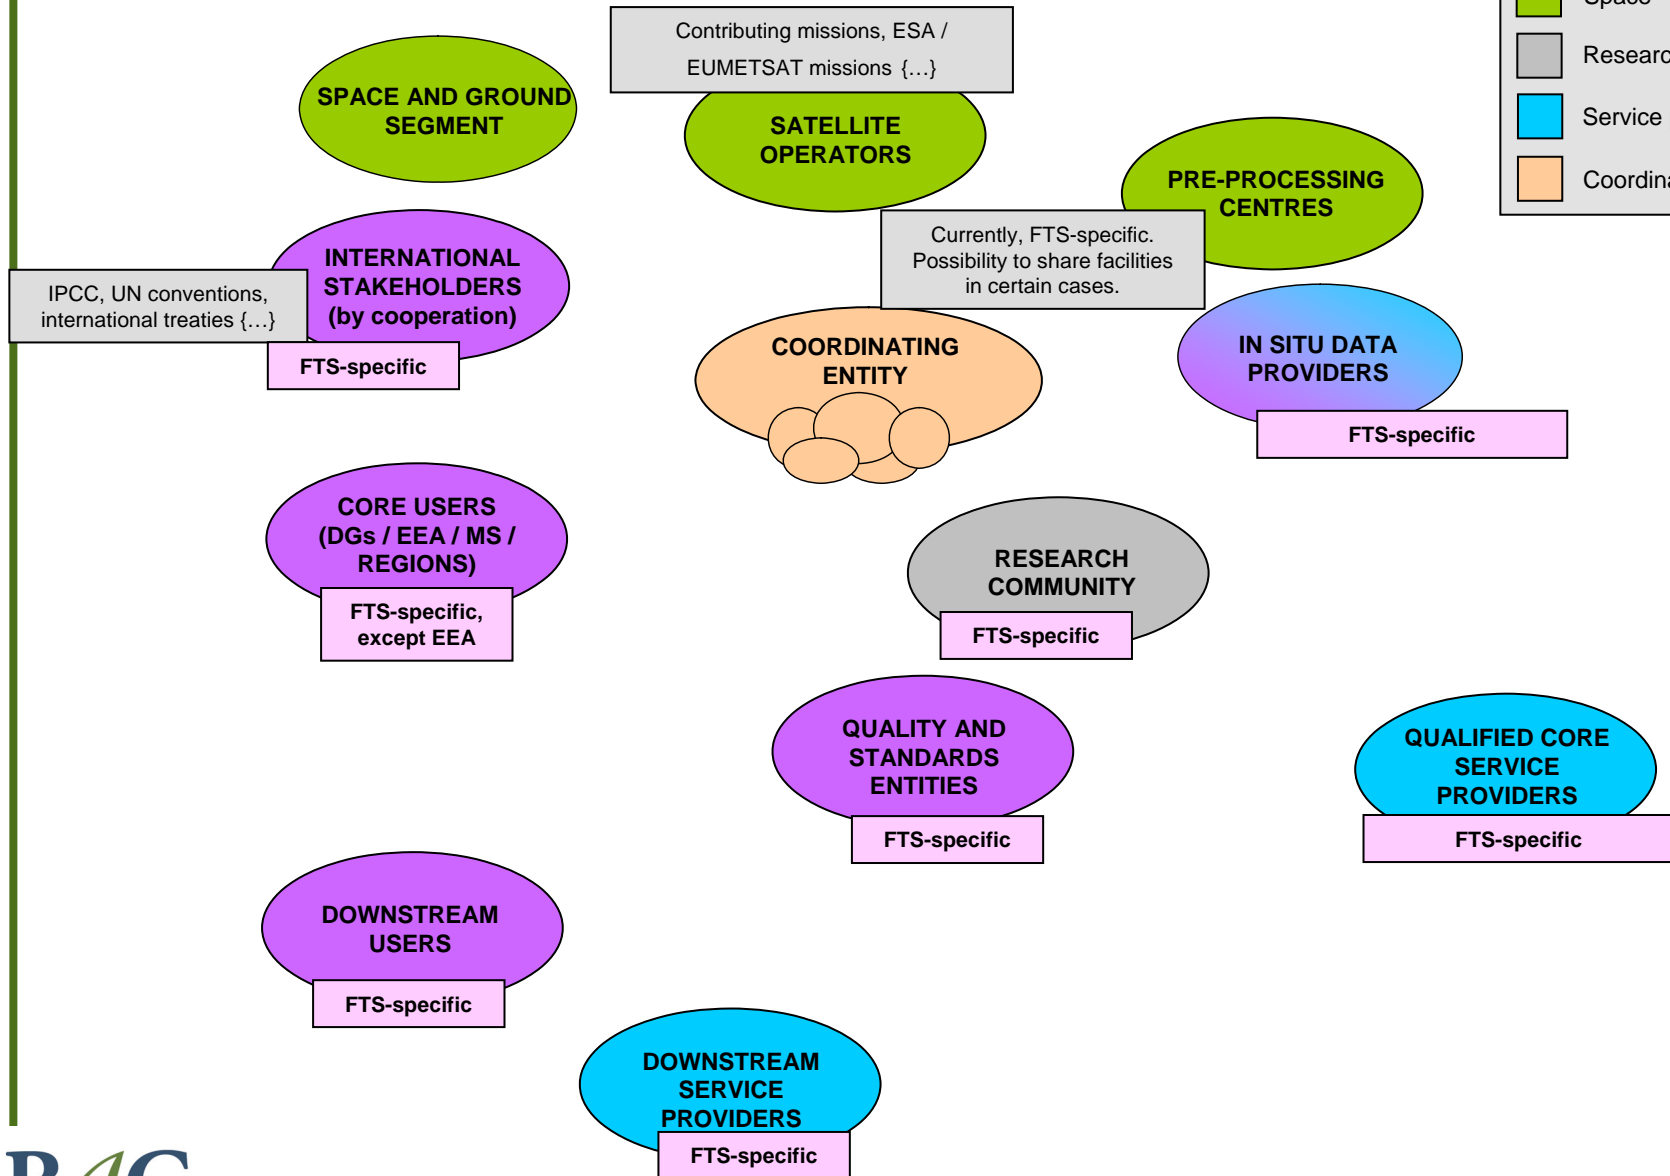 Contributing missions, ESA /
EUMETSAT missions {…}
Space
Service
SPACE AND GROUND
SEGMENT
SATELLITE
OPERATORS
PRE-PROCESSING
CENTRES
INTERNATIONAL
STAKEHOLDERS
(by cooperation)
IPCC, UN conventions,
international treaties {…}
FTS-specific
Currently, FTS-specific.
Possibility to share facilities
in certain cases.
COORDINATING
ENTITY
IN SITU DATA
PROVIDERS
FTS-specific
CORE USERS
(DGs / EEA / MS /
REGIONS)
FTS-specific,
except EEA
RESEARCH
COMMUNITY
FTS-specific
QUALITY AND
STANDARDS
ENTITIES
FTS-specific
QUALIFIED CORE
SERVICE
PROVIDERS
FTS-specific
DOWNSTREAM
USERS
FTS-specific
DOWNSTREAM
SERVICE
PROVIDERS
FTS-specific